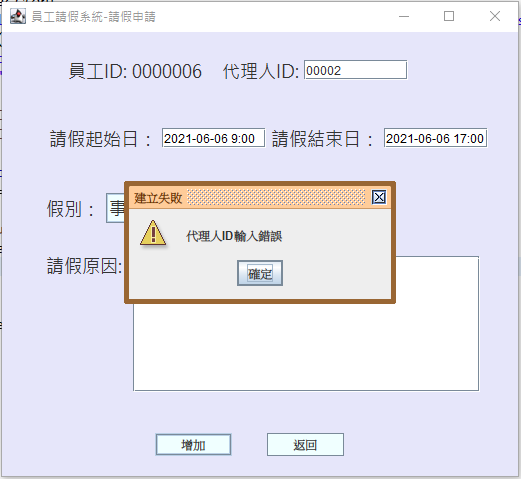 員工請假系統-請假申請
員工ID: 0000006 代理人ID: 00002
請假起始日： 2021-06-06 9:00 請假結束日： 2021-06-06 17:00
假別： 事
建立失敗
代理人ID輸入錯誤
確定
請假原因:
增加 返回